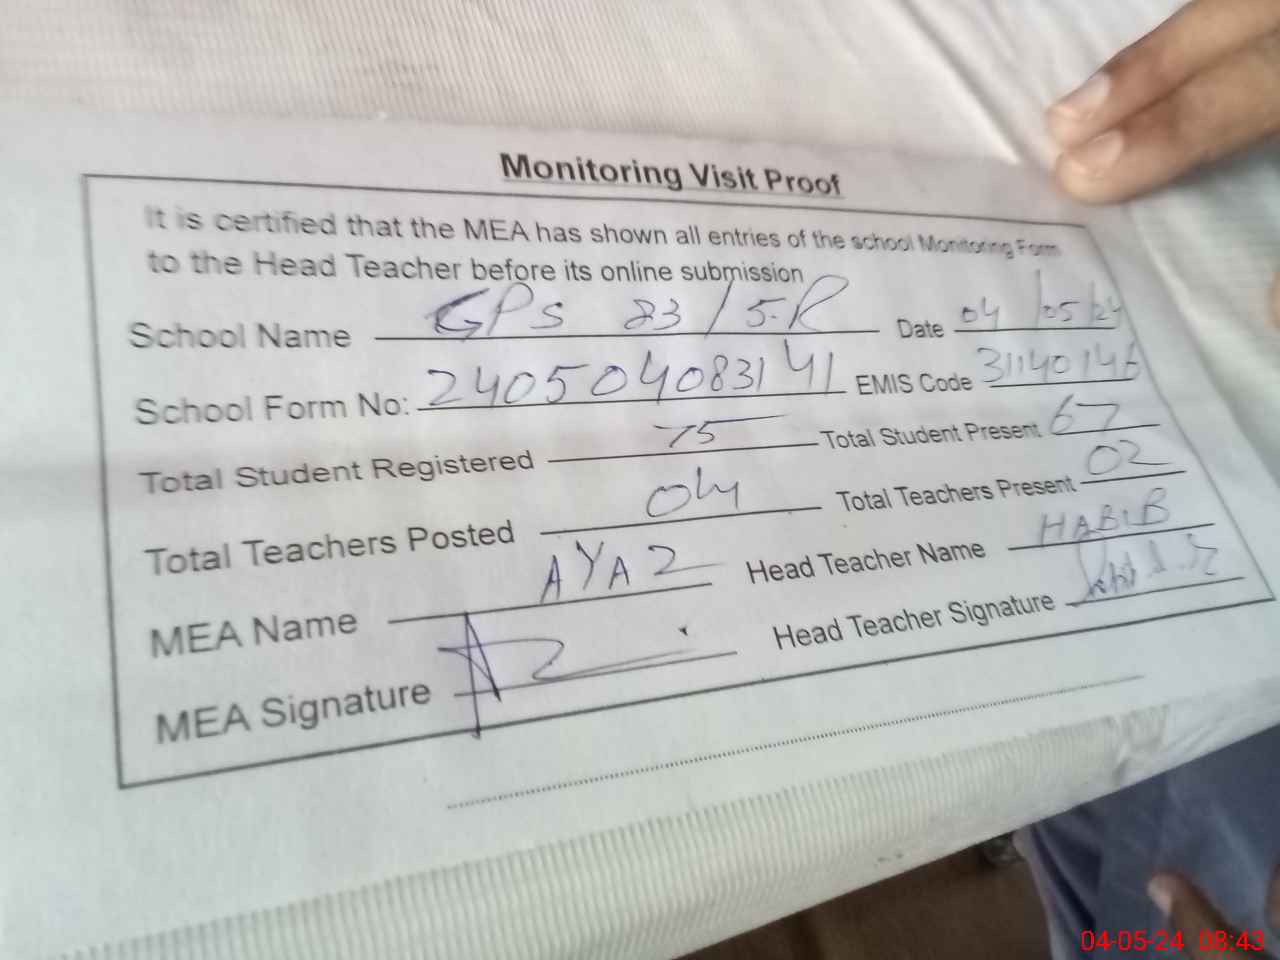 Monitoring Visit Proof
It is certified that the MEA has shown all entries of the school Monitoring Form
to the Head Teacher before its online submission
School Name GPS 83/5-R Date 04/05/24
School Form No: 24050408314 1 EMIS Code 31140146
Total Student Registered 75 Total Student Present 67
Total Teachers Posted 04 Total Teachers Present 02
MEA Name AYAZ Head Teacher Name HABIB
MEA Signature Head Teacher Signature
04-05-24 08:43